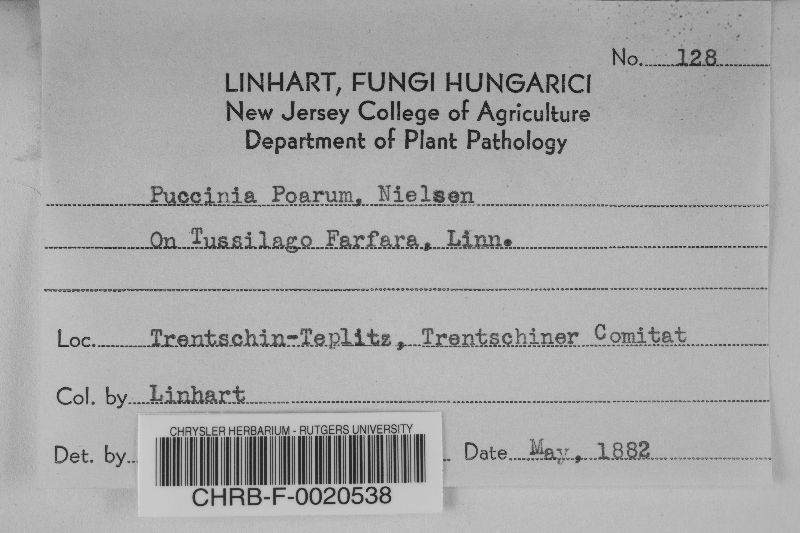 No. 128
LINHART, FUNGI HUNGARICI
New Jersey College of Agriculture
Department of Plant Pathology
Puccinia Poarum, Nielsen
On Tussilago Farfara, Linn.
Loc. Trentschin-Teplitz, Trentschiner Comitat
Col. by Linhart
Det. by
Date May, 1882
CHRYSLER HERBARIUM - RUTGERS UNIVERSITY
CHRB-F-0020538